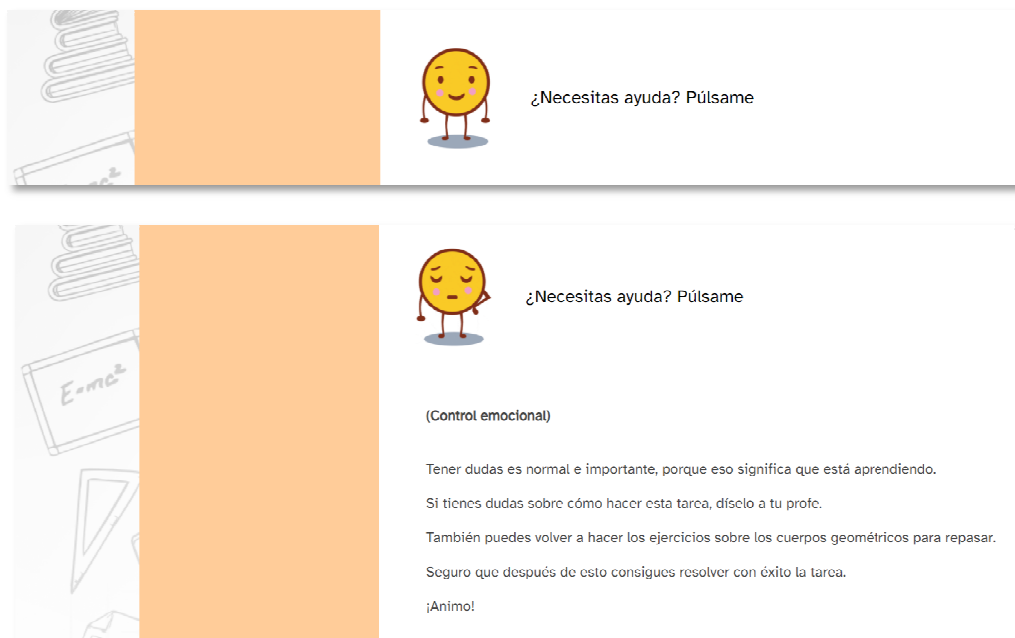 ¿Necesitas ayuda? Púlsame
¿Necesitas ayuda? Púlsame
E=mc²
(Control emocional)
Tener dudas es normal e importante, porque eso significa que está aprendiendo.
Si tienes dudas sobre cómo hacer esta tarea, díselo a tu profe.
También puedes volver a hacer los ejercicios sobre los cuerpos geométricos para repasar.
Seguro que después de esto consigues resolver con éxito la tarea.
¡Animo!